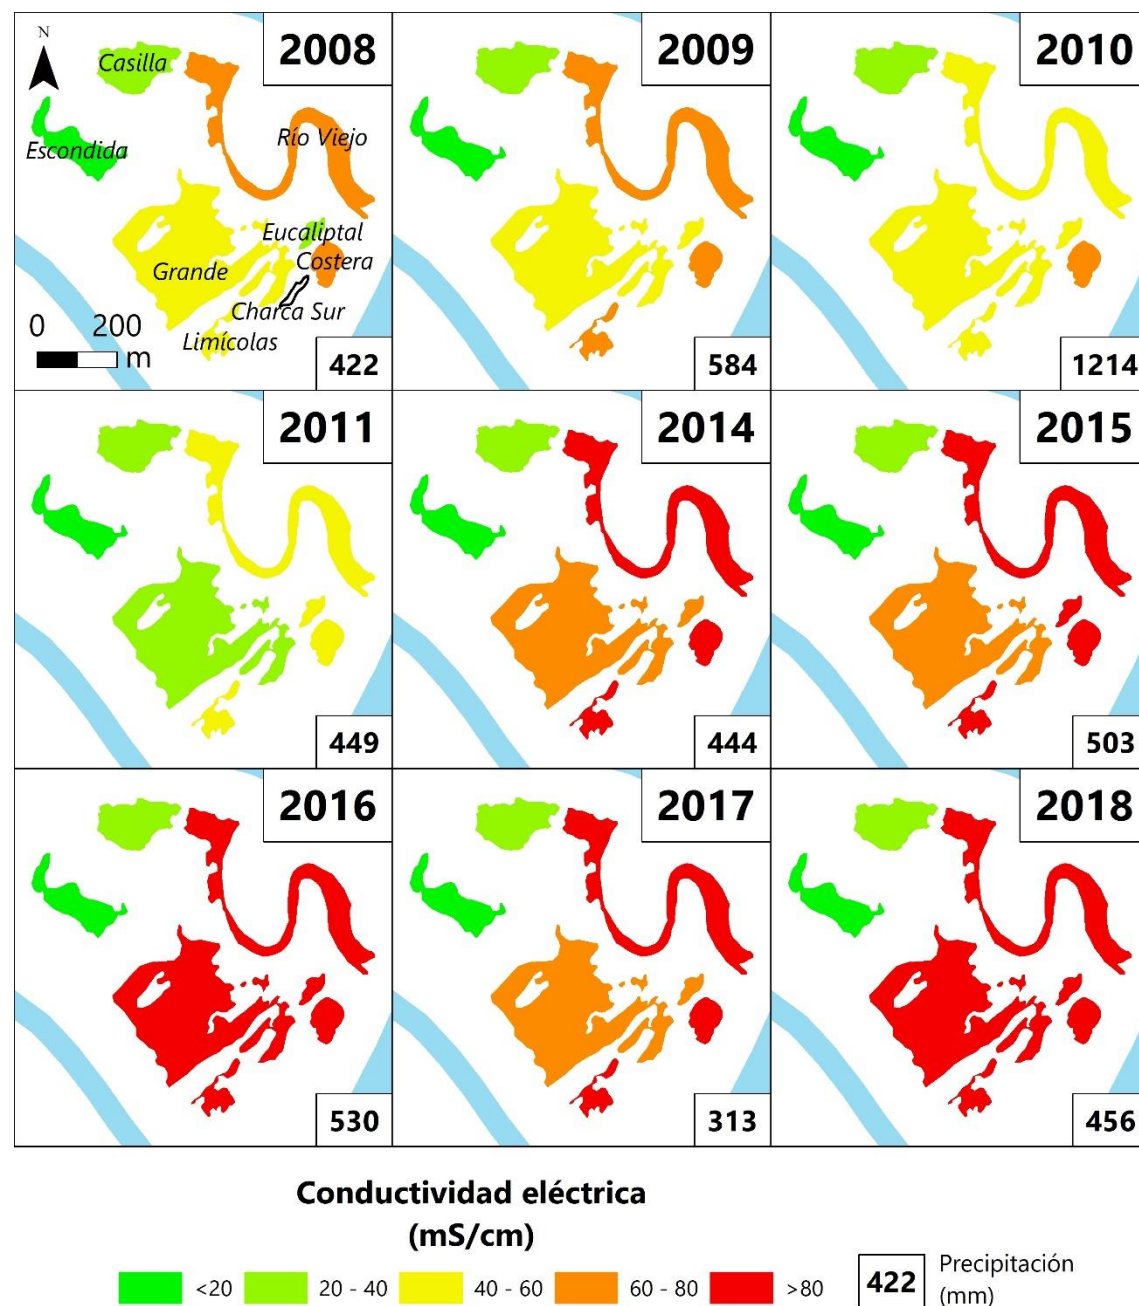 N
2008
Casilla
Río Viejo
Escondida
Eucaliptal
Costera
Grande
Charca Sur
Limícolas
0 200
m
422
2009
584
2010
1214
2011
449
2014
444
2015
503
2016
530
2017
313
2018
456
Conductividad eléctrica
(mS/cm)
<20 20 - 40 40 - 60 60 - 80 >80
422 Precipitación
(mm)